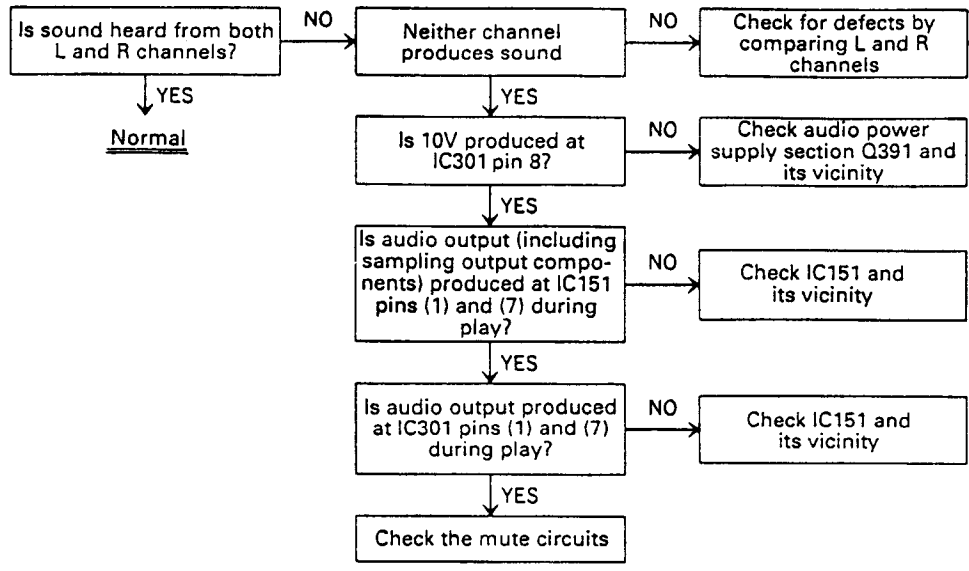 Is sound heard from both
L and R channels?
NO
Neither channel
produces sound
NO
Check for defects by
comparing L and R
channels
YES
Normal
YES
Is 10V produced at
IC301 pin 8?
NO
Check audio power
supply section Q391 and
its vicinity
YES
Is audio output (including
sampling output compo-
nents) produced at IC151
pins (1) and (7) during
play?
NO
Check IC151 and
its vicinity
YES
Is audio output produced
at IC301 pins (1) and (7)
during play?
NO
Check IC151 and
its vicinity
YES
Check the mute circuits